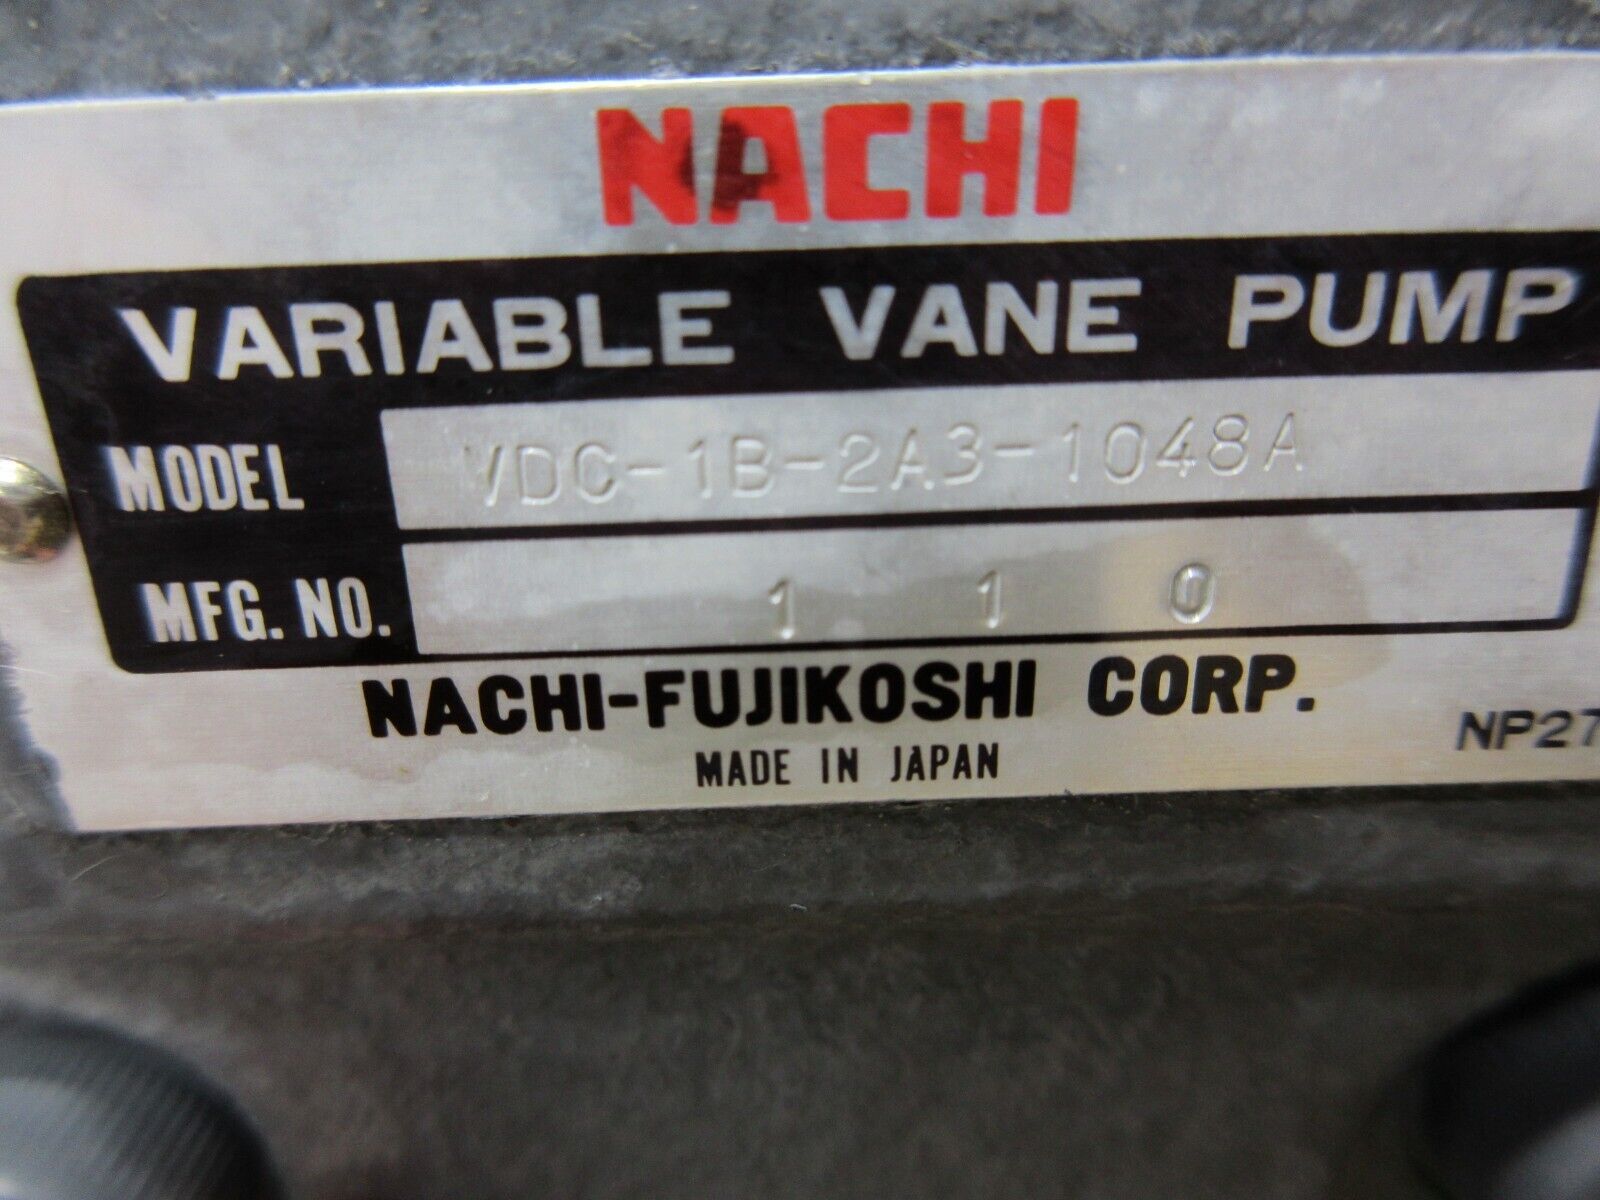 NACHI
VARIABLE VANE PUMP
MODEL VDC-1B-2A3-1048A
MFG. NO. 1 1 0
NACHI-FUJIKOSHI CORP.
MADE IN JAPAN
NP27